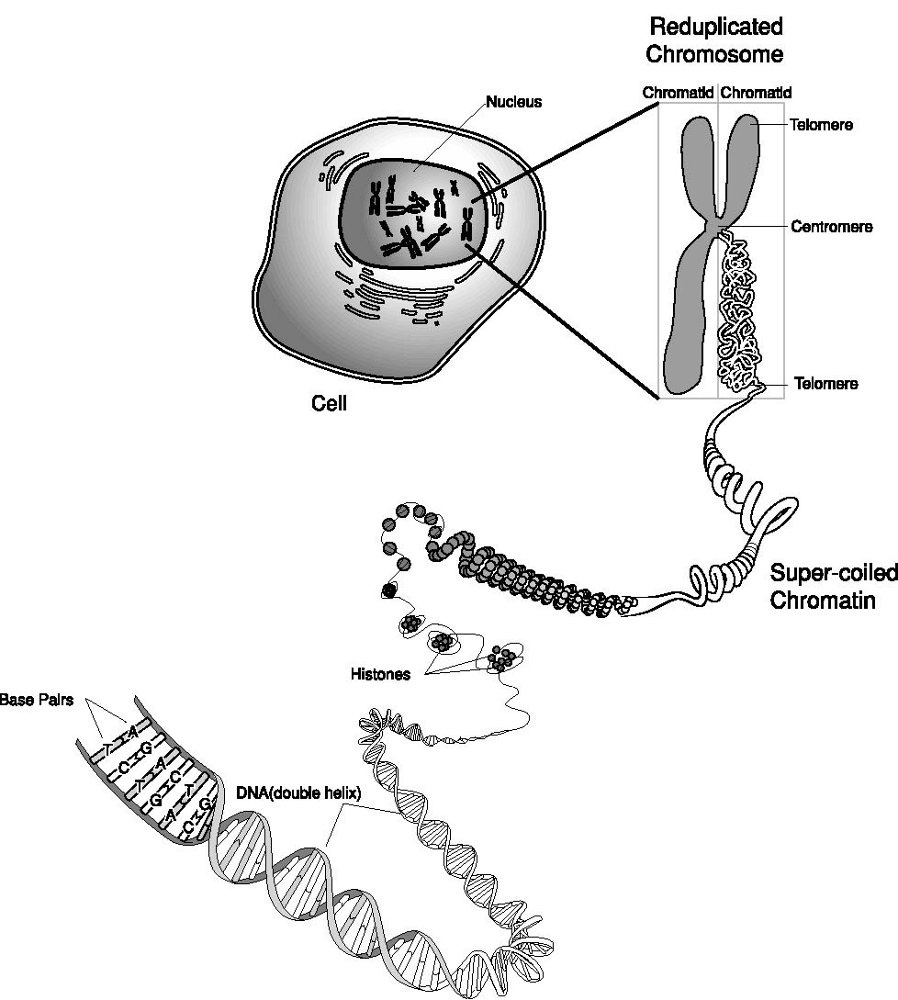 Reduplicated
Chromosome
Chromatid Chromatid
Nucleus
Telomere
Centromere
Telomere
Cell
Super-coiled
Chromatin
Histones
Base Pairs
DNA(double helix)
T A
C G
T A
G C
A T
C G